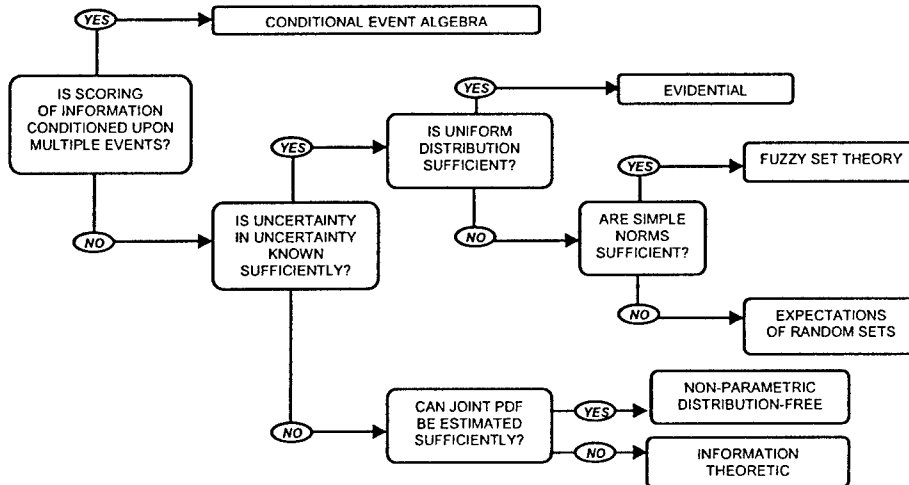 YES
CONDITIONAL EVENT ALGEBRA
IS SCORING
OF INFORMATION
CONDITIONED UPON
MULTIPLE EVENTS?
NO
IS UNCERTAINTY
IN UNCERTAINTY
KNOWN
SUFFICIENTLY?
YES
IS UNIFORM
DISTRIBUTION
SUFFICIENT?
YES
EVIDENTIAL
NO
ARE SIMPLE
NORMS
SUFFICIENT?
YES
FUZZY SET THEORY
NO
EXPECTATIONS
OF RANDOM SETS
NO
CAN JOINT PDF
BE ESTIMATED
SUFFICIENTLY?
YES
NON-PARAMETRIC
DISTRIBUTION-FREE
NO
INFORMATION
THEORETIC